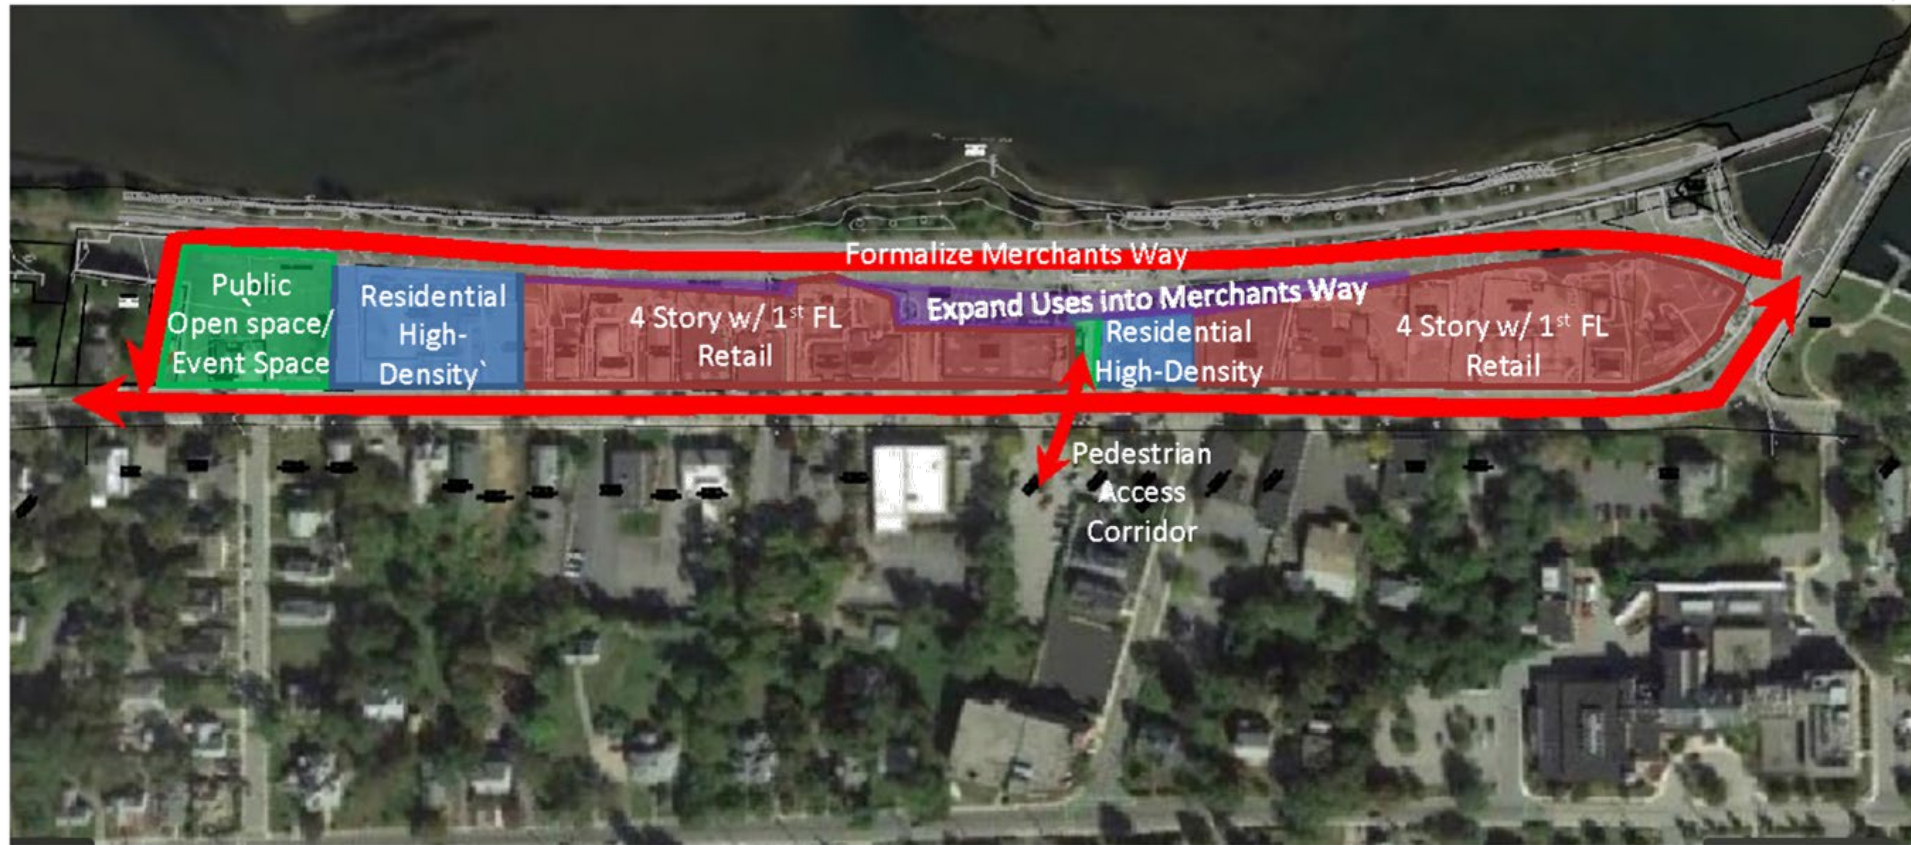 Formalize Merchants Way
Expand Uses into Merchants Way
Public
`
Open space/
Event Space
Residential
High-
Density`
4 Story w/ 1st FL
Retail
Residential
High-Density
4 Story w/ 1st FL
Retail
Pedestrian
Access
Corridor